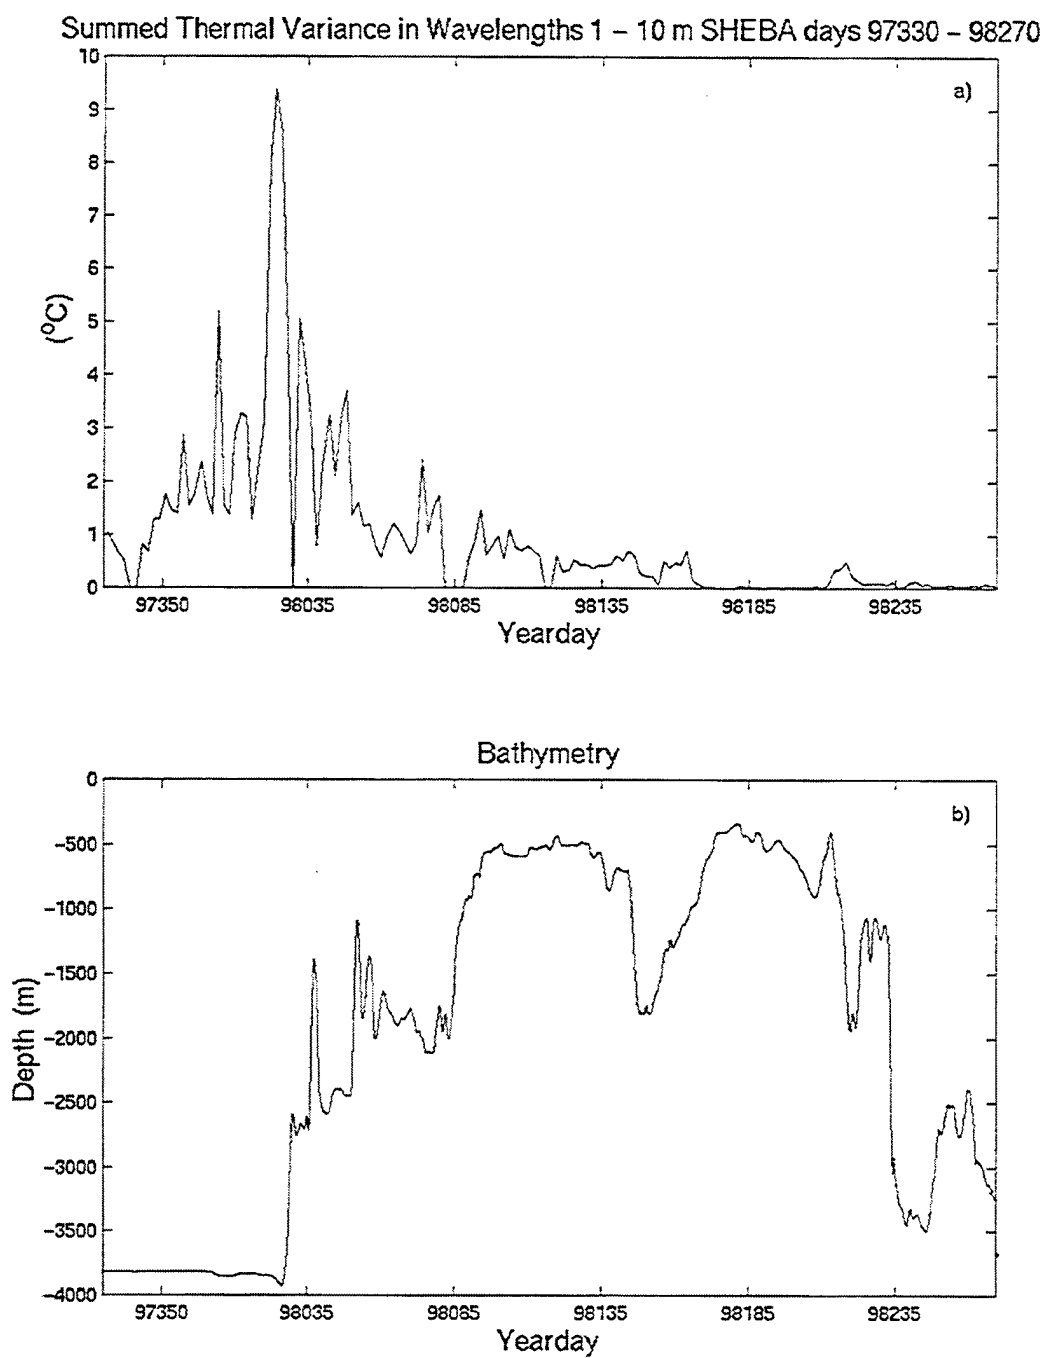 Summed Thermal Variance in Wavelengths 1 – 10 m SHEBA days 97330 – 98270
a)
10
9
8
7
6
5
4
3
2
1
0
(°C)
97350 98035 98085 98135 98185 98235
Yearday
Bathymetry
b)
0
-500
-1000
-1500
-2000
-2500
-3000
-3500
-4000
Depth (m)
97350 98035 98085 98135 98185 98235
Yearday